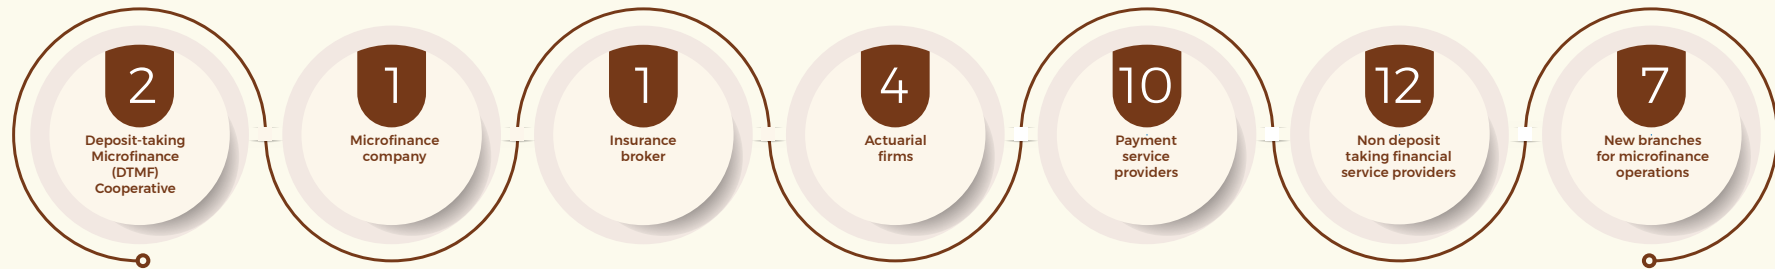 2
Deposit-taking
Microfinance
(DTMF)
Cooperative
1
Microfinance
company
1
Insurance
broker
4
Actuarial
firms
10
Payment
service
providers
12
Non deposit
taking financial
service providers
7
New branches
for microfinance
operations